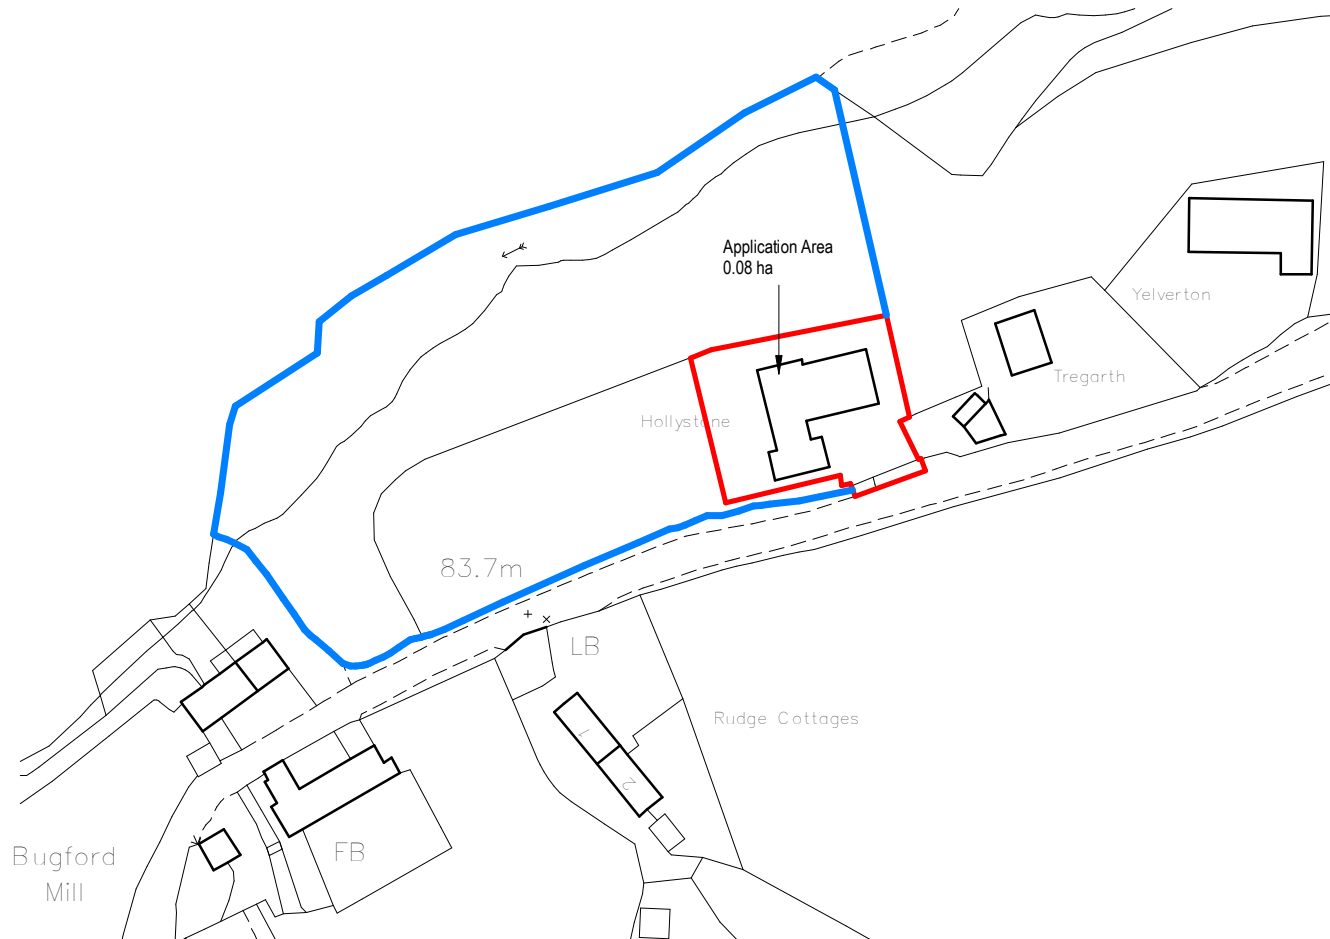 Application Area
0.08 ha
Yelverton
Tregarth
Hollystone
83.7m
LB
Rudge Cottages
1
2
FB
Bugford
Mill